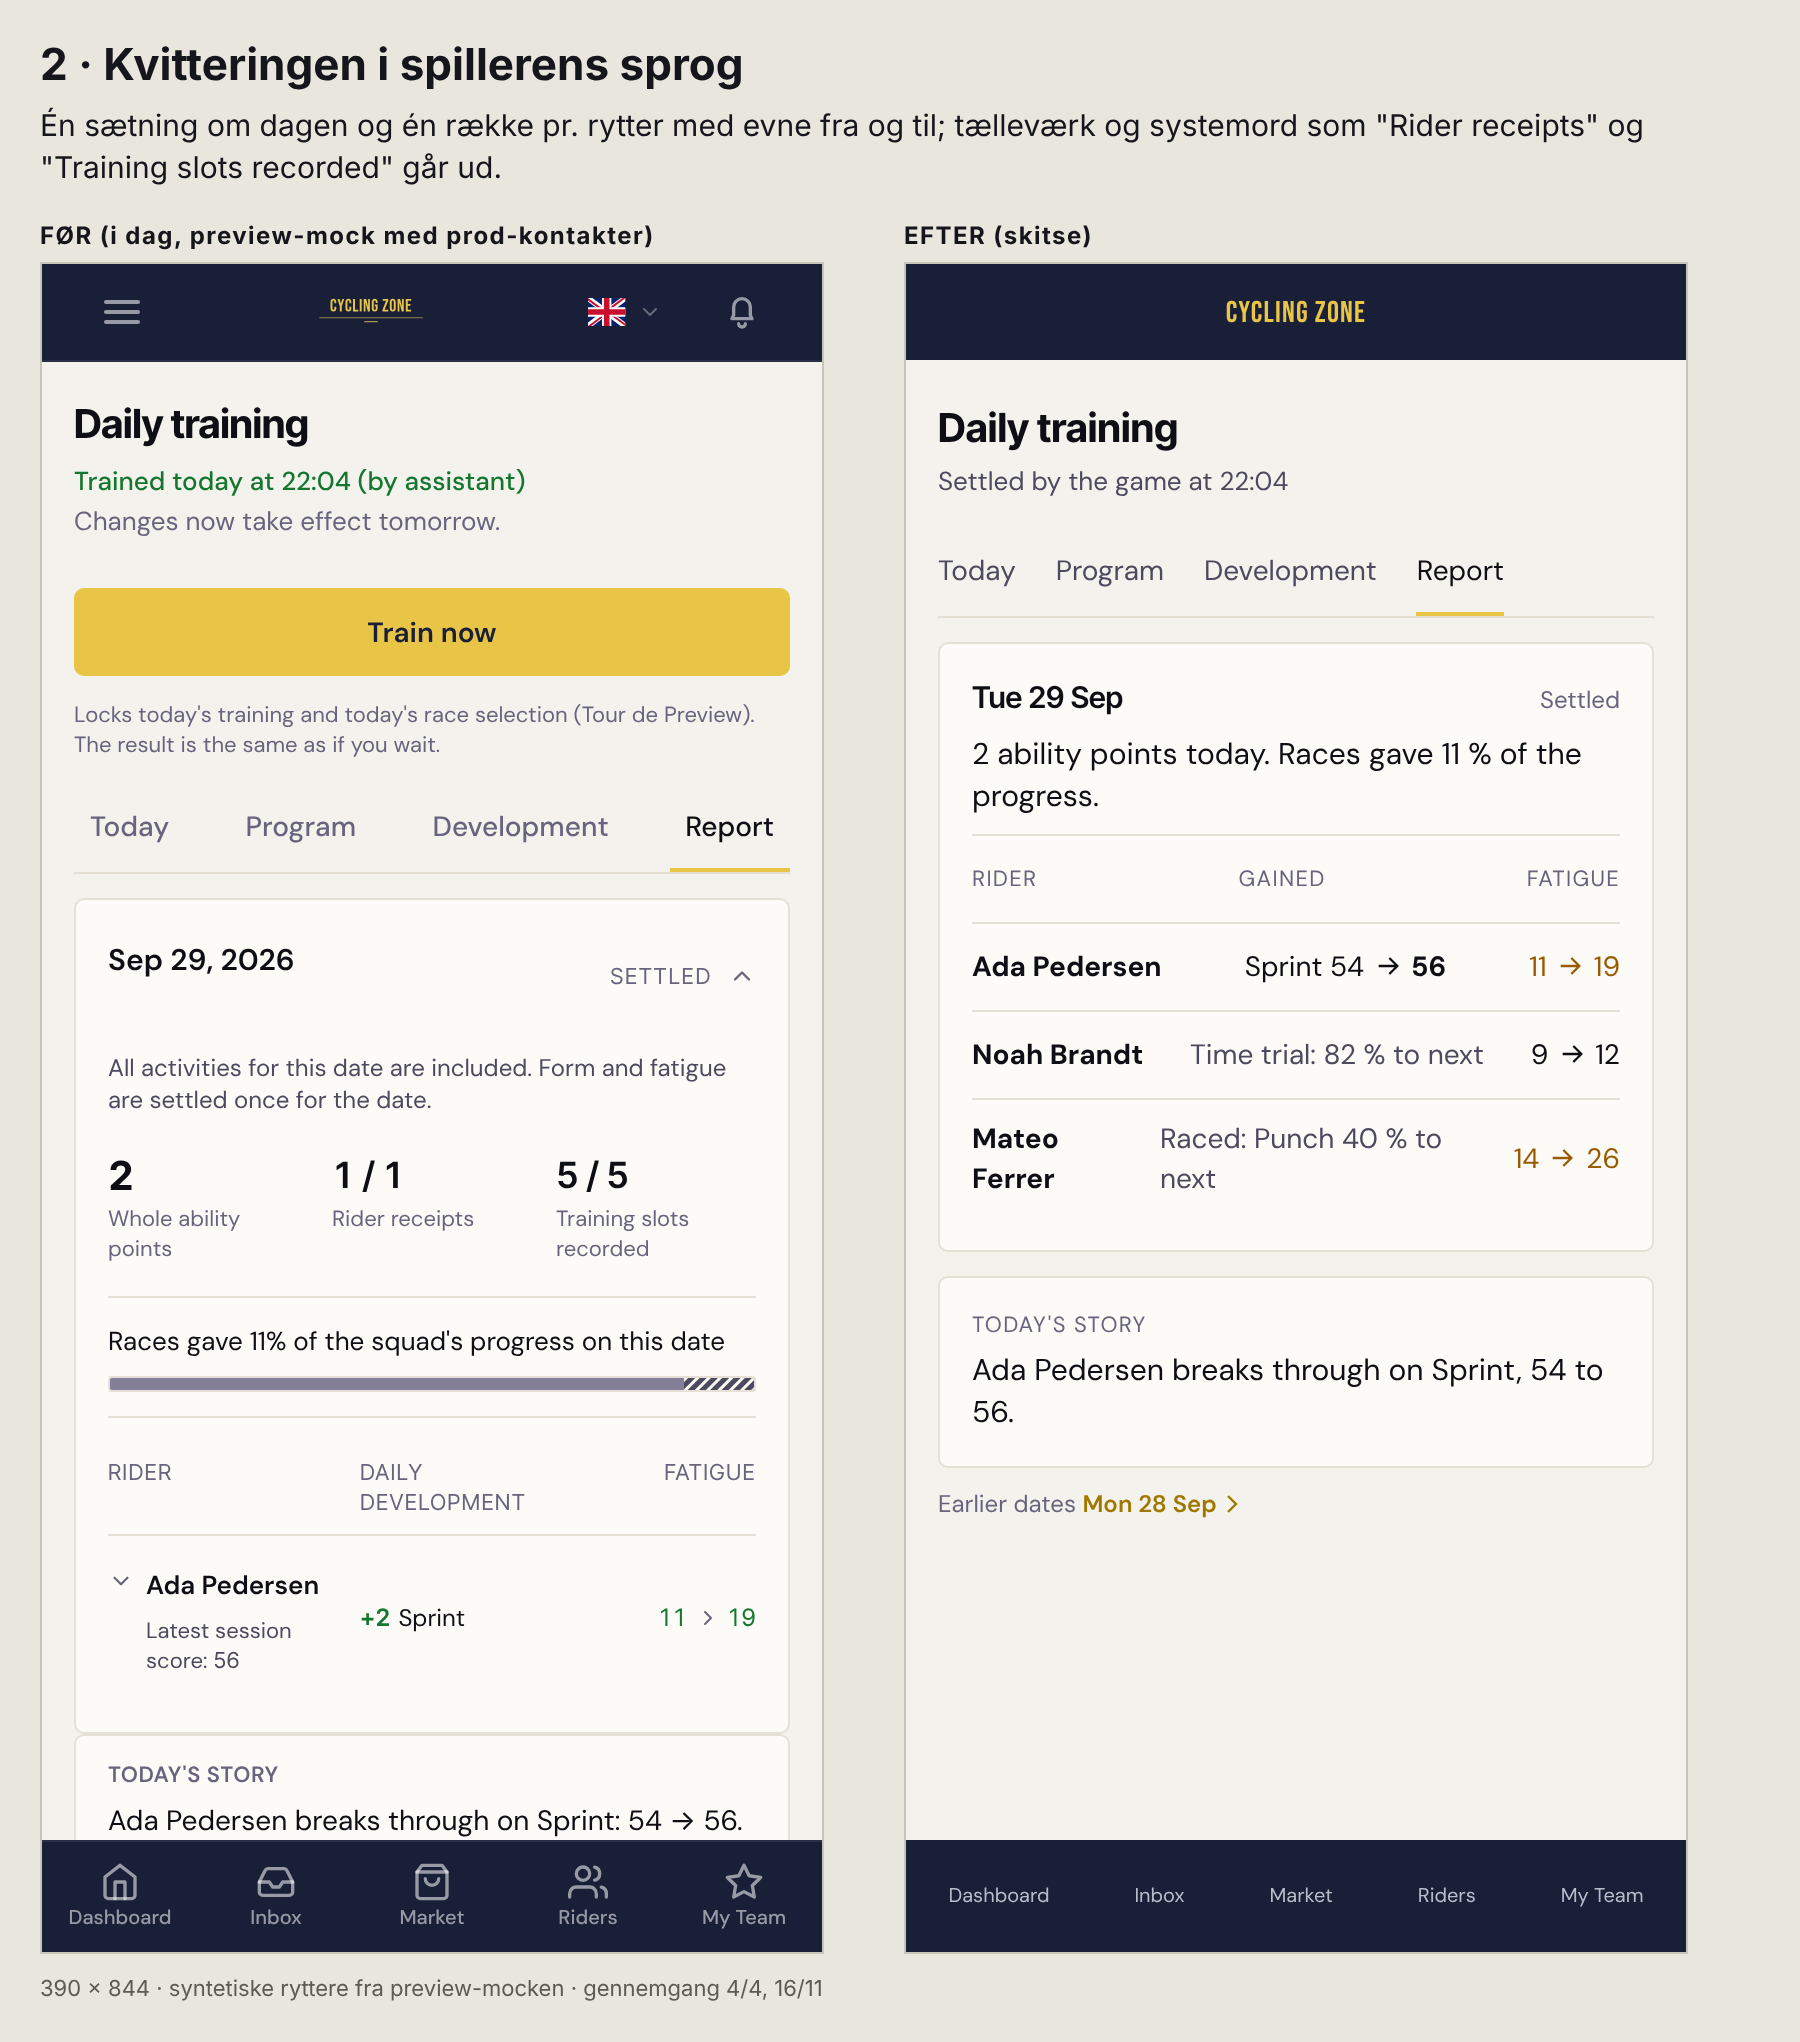 2 · Kvitteringen i spillerens sprog
Én sætning om dagen og én række pr. rytter med evne fra og til; tælleværk og systemord som "Rider receipts" og
"Training slots recorded" går ud.
FØR (i dag, preview-mock med prod-kontakter)
CYCLING ZONE
Daily training
Trained today at 22:04 (by assistant)
Changes now take effect tomorrow.
Train now
Locks today's training and today's race selection (Tour de Preview).
The result is the same as if you wait.
Today Program Development Report
Sep 29, 2026
SETTLED
All activities for this date are included. Form and fatigue
are settled once for the date.
2 1 / 1 5 / 5
Whole ability Rider receipts Training slots
points recorded
Races gave 11% of the squad's progress on this date
RIDER DAILY FATIGUE
DEVELOPMENT
Ada Pedersen
+2 Sprint 11 > 19
Latest session
score: 56
TODAY'S STORY
Ada Pedersen breaks through on Sprint: 54 → 56.
Dashboard Inbox Market Riders My Team
EFTER (skitse)
CYCLING ZONE
Daily training
Settled by the game at 22:04
Today Program Development Report
Tue 29 Sep Settled
2 ability points today. Races gave 11 % of the
progress.
RIDER GAINED FATIGUE
Ada Pedersen Sprint 54 → 56 11 → 19
Noah Brandt Time trial: 82 % to next 9 → 12
Mateo Raced: Punch 40 % to 14 → 26
Ferrer next
TODAY'S STORY
Ada Pedersen breaks through on Sprint, 54 to
56.
Earlier dates Mon 28 Sep >
Dashboard Inbox Market Riders My Team
390 × 844 · syntetiske ryttere fra preview-mocken · gennemgang 4/4, 16/11